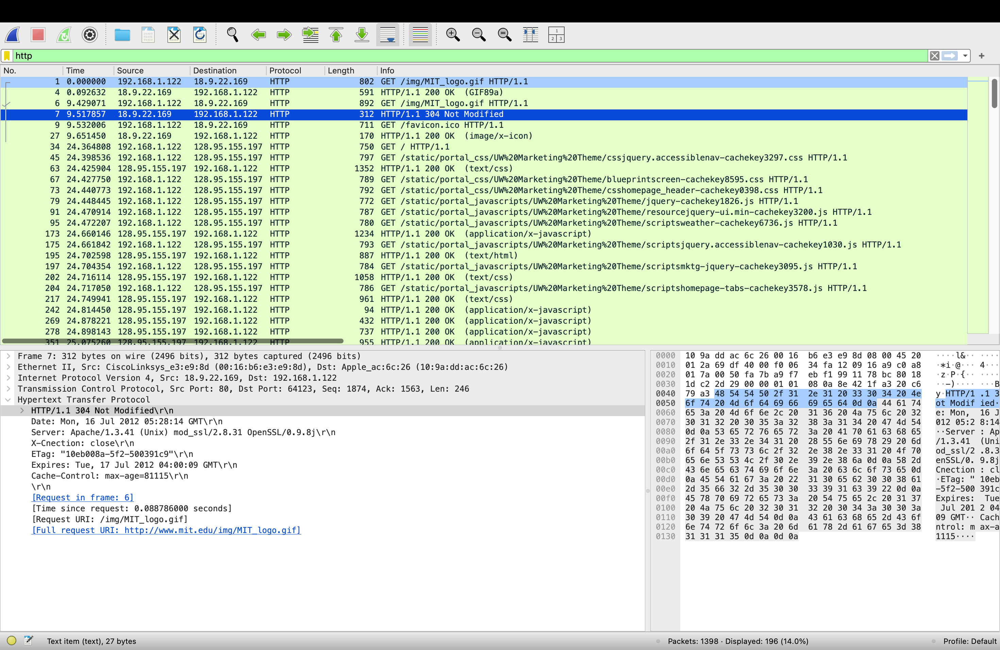 http
No. Time Source Destination Protocol Length Info
1 0.000000 192.168.1.122 18.9.22.169 HTTP 802 GET /img/MIT_logo.gif HTTP/1.1
4 0.092632 18.9.22.169 192.168.1.122 HTTP 591 HTTP/1.1 200 OK (GIF89a)
6 9.429071 192.168.1.122 18.9.22.169 HTTP 892 GET /img/MIT_logo.gif HTTP/1.1
7 9.517857 18.9.22.169 192.168.1.122 HTTP 312 HTTP/1.1 304 Not Modified
9 9.532006 192.168.1.122 18.9.22.169 HTTP 711 GET /favicon.ico HTTP/1.1
27 9.651450 18.9.22.169 192.168.1.122 HTTP 170 HTTP/1.1 200 OK (image/x-icon)
34 24.364808 192.168.1.122 128.95.155.197 HTTP 750 GET / HTTP/1.1
45 24.398536 192.168.1.122 128.95.155.197 HTTP 797 GET /static/portal_css/UW%20Marketing%20Theme/cssjquery.accessiblenav-cachekey3297.css HTTP/1.1
63 24.425904 128.95.155.197 192.168.1.122 HTTP 1352 HTTP/1.1 200 OK (text/css)
67 24.427750 192.168.1.122 128.95.155.197 HTTP 789 GET /static/portal_css/UW%20Marketing%20Theme/blueprintscreen-cachekey8595.css HTTP/1.1
73 24.440773 192.168.1.122 128.95.155.197 HTTP 792 GET /static/portal_css/UW%20Marketing%20Theme/csshomepage_header-cachekey0398.css HTTP/1.1
79 24.448445 192.168.1.122 128.95.155.197 HTTP 772 GET /static/portal_javascripts/UW%20Marketing%20Theme/jquery-cachekey1826.js HTTP/1.1
91 24.470914 192.168.1.122 128.95.155.197 HTTP 787 GET /static/portal_javascripts/UW%20Marketing%20Theme/resourcejquery-ui.min-cachekey3200.js HTTP/1.1
95 24.472207 192.168.1.122 128.95.155.197 HTTP 780 GET /static/portal_javascripts/UW%20Marketing%20Theme/scriptsweather-cachekey6736.js HTTP/1.1
173 24.660146 128.95.155.197 192.168.1.122 HTTP 1234 HTTP/1.1 200 OK (application/x-javascript)
175 24.661842 192.168.1.122 128.95.155.197 HTTP 793 GET /static/portal_javascripts/UW%20Marketing%20Theme/scriptsjquery.accessiblenav-cachekey1030.js HTTP/1.1
195 24.702598 128.95.155.197 192.168.1.122 HTTP 887 HTTP/1.1 200 OK (text/html)
197 24.704354 192.168.1.122 128.95.155.197 HTTP 784 GET /static/portal_javascripts/UW%20Marketing%20Theme/scriptsmktg-jquery-cachekey3095.js HTTP/1.1
202 24.716114 128.95.155.197 192.168.1.122 HTTP 1058 HTTP/1.1 200 OK (text/css)
204 24.717050 192.168.1.122 128.95.155.197 HTTP 786 GET /static/portal_javascripts/UW%20Marketing%20Theme/scriptshomepage-tabs-cachekey3578.js HTTP/1.1
217 24.749941 128.95.155.197 192.168.1.122 HTTP 961 HTTP/1.1 200 OK (text/css)
242 24.814450 128.95.155.197 192.168.1.122 HTTP 94 HTTP/1.1 200 OK (application/x-javascript)
269 24.878221 128.95.155.197 192.168.1.122 HTTP 432 HTTP/1.1 200 OK (application/x-javascript)
278 24.898143 128.95.155.197 192.168.1.122 HTTP 737 HTTP/1.1 200 OK (application/x-javascript)
351 25.075260 128.95.155.197 192.168.1.122 HTTP 955 HTTP/1.1 200 OK (application/x-javascript)
Frame 7: 312 bytes on wire (2496 bits), 312 bytes captured (2496 bits)
Ethernet II, Src: CiscoLinksys_e3:e9:8d (00:16:b6:e3:e9:8d), Dst: Apple_ac:6c:26 (10:9a:dd:ac:6c:26)
Internet Protocol Version 4, Src: 18.9.22.169, Dst: 192.168.1.122
Transmission Control Protocol, Src Port: 80, Dst Port: 64123, Seq: 1874, Ack: 1563, Len: 246
Hypertext Transfer Protocol
HTTP/1.1 304 Not Modified\r\n
Date: Mon, 16 Jul 2012 05:28:14 GMT\r\n
Server: Apache/1.3.41 (Unix) mod_ssl/2.8.31 OpenSSL/0.9.8j\r\n
X-Cnection: close\r\n
ETag: "10eb008a-5f2-500391c9"\r\n
Expires: Tue, 17 Jul 2012 04:00:09 GMT\r\n
Cache-Control: max-age=81115\r\n
\r\n
[Request in frame: 6]
[Time since request: 0.088786000 seconds]
[Request URI: /img/MIT_logo.gif]
[Full request URI: http://www.mit.edu/img/MIT_logo.gif]
0000 10 9a dd ac 6c 26 00 16 b6 e3 e9 8d 08 00 45 20 ····l&·· ····
0010 01 2a 69 df 40 00 f0 06 34 fa 12 09 16 a9 c0 a8 ·*i·@··· 4···
0020 01 7a 00 50 fa 7b a9 f7 eb f1 99 11 78 bc 80 18 ·z·P·{·· ····
0030 1d c2 2d 29 00 00 01 01 08 0a 8e 42 1f a3 20 c6 ··-)···· ···B
0040 79 a3 48 54 54 50 2f 31 2e 31 20 33 30 34 20 4e y·HTTP/1 .1 3
0050 6f 74 20 4d 6f 64 69 66 69 65 64 0d 0a 44 61 74 ot Modif ied·
0060 65 3a 20 4d 6f 6e 2c 20 31 36 20 4a 75 6c 20 32 e: Mon, 16 J
0070 30 31 32 20 30 35 3a 32 38 3a 31 34 20 47 4d 54 012 05:2 8:14
0080 0d 0a 53 65 72 76 65 72 3a 20 41 70 61 63 68 65 ··Server : Ap
0090 2f 31 2e 33 2e 34 31 20 28 55 6e 69 78 29 20 6d /1.3.41 (Uni
00a0 6f 64 5f 73 73 6c 2f 32 2e 38 2e 33 31 20 4f 70 od_ssl/2 .8.3
00b0 65 6e 53 53 4c 2f 30 2e 39 2e 38 6a 0d 0a 58 2d enSSL/0. 9.8j
00c0 43 6e 65 63 74 69 6f 6e 3a 20 63 6c 6f 73 65 0d Cnection : cl
00d0 0a 45 54 61 67 3a 20 22 31 30 65 62 30 30 38 61 ·ETag: " 10eb
00e0 2d 35 66 32 2d 35 30 30 33 39 31 63 39 22 0d 0a -5f2-500 391c
00f0 45 78 70 69 72 65 73 3a 20 54 75 65 2c 20 31 37 Expires: Tue
0100 20 4a 75 6c 20 32 30 31 32 20 30 34 3a 30 30 3a Jul 201 2 04
0110 30 39 20 47 4d 54 0d 0a 43 61 63 68 65 2d 43 6f 09 GMT·· Cach
0120 6e 74 72 6f 6c 3a 20 6d 61 78 2d 61 67 65 3d 38 ntrol: m ax-a
0130 31 31 31 35 0d 0a 0d 0a 1115····
Text item (text), 27 bytes Packets: 1398 · Displayed: 196 (14.0%) Profile: Default